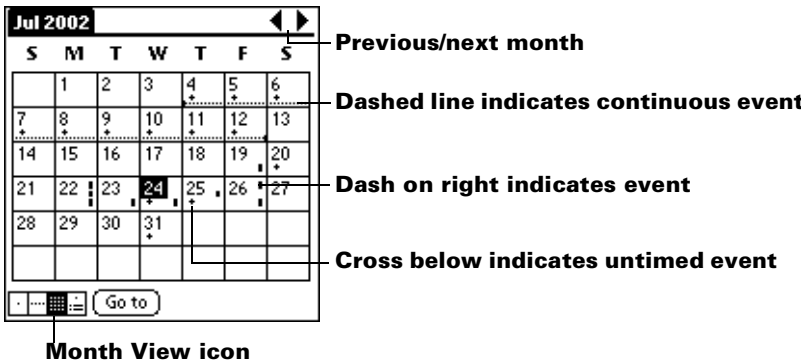 Jul 2002
Previous/next month
S M T W T F S
1 2 3 4 5 6
Dashed line indicates continuous event
7 8 9 10 11 12 13
14 15 16 17 18 19 20
21 22 23 24 25 26 27
Dash on right indicates event
28 29 30 31
Cross below indicates untimed event
Go to
Month View icon